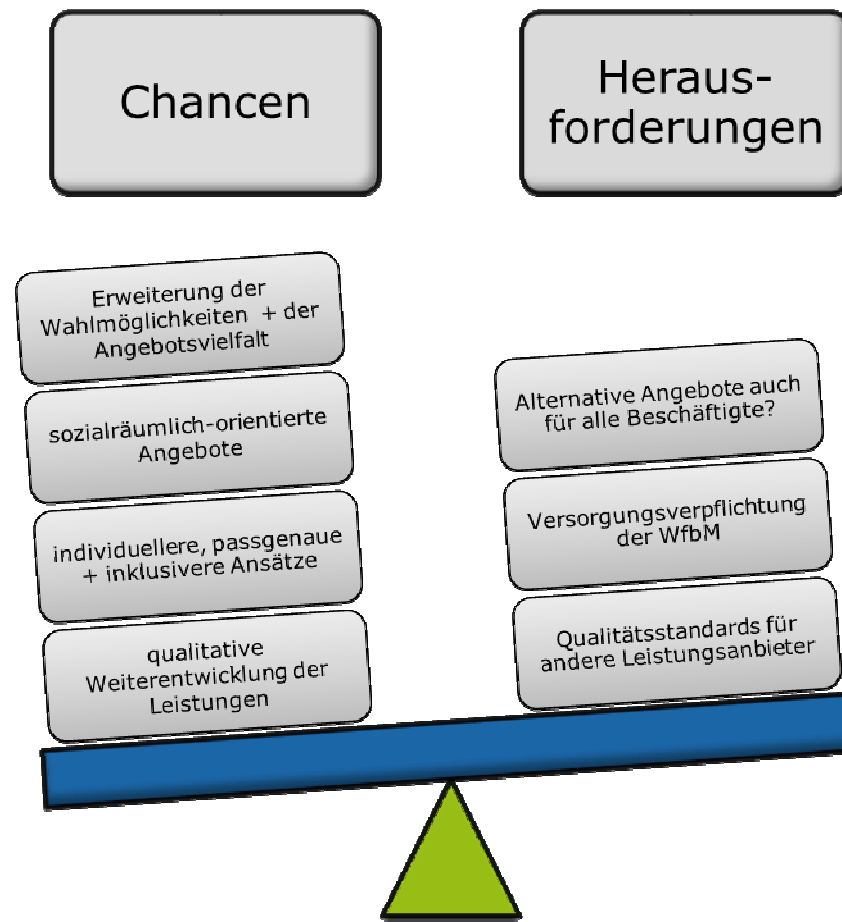 Chancen
Heraus-
forderungen
Erweiterung der
Wahlmöglichkeiten + der
Angebotsvielfalt
sozialräumlich-orientierte
Angebote
individuellere, passgenaue
+ inklusivere Ansätze
qualitative
Weiterentwicklung der
Leistungen
Alternative Angebote auch
für alle Beschäftigte?
Versorgungsverpflichtung
der WfbM
Qualitätsstandards für
andere Leistungsanbieter